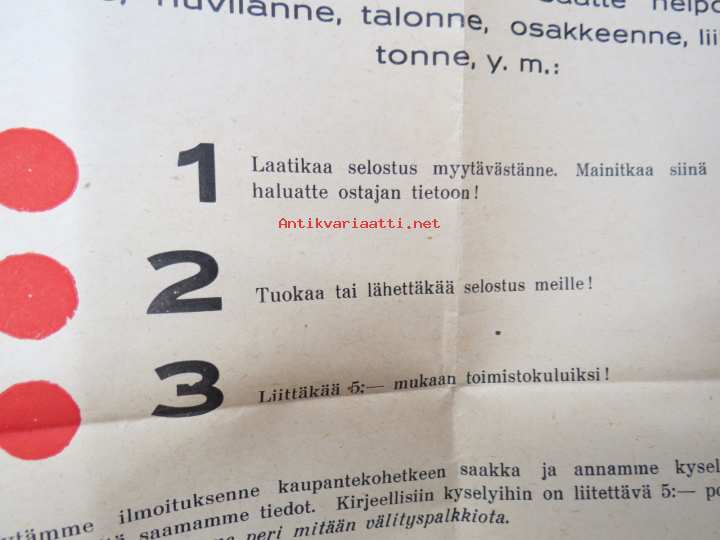 helpo
huvilanne, talonne, osakkeenne, lii
tonne, y. m.:
1 Laatikaa selostus myytävästänne. Mainitkaa siinä
haluatte ostajan tietoon!
Antikvariaatti.net
2 Tuokaa tai lähettäkää selostus meille!
3 Liittäkää 5:— mukaan toimistokuluiksi!
ilmoituksenne kaupantekohetkeen saakka ja annamme kysel
saamamme tiedot. Kirjeellisiin kyselyihin on liitettävä 5:— po
peri mitään välityspalkkiota.